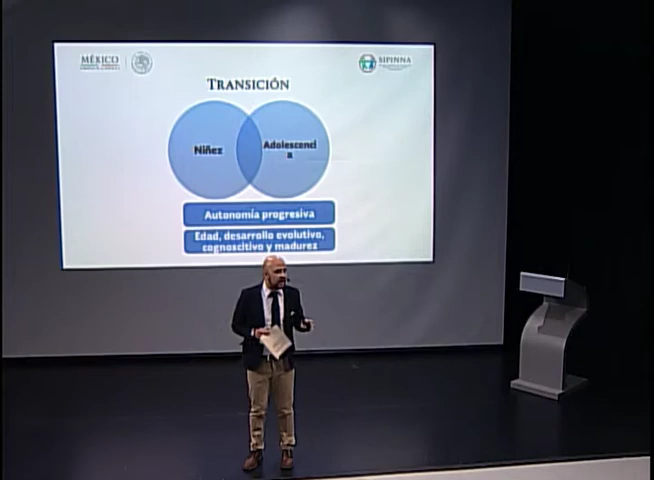 MÉXICO
SIPINNA
TRANSICIÓN
Niñez
Adolescenci
a
Autonomía progresiva
Edad, desarrollo evolutivo,
cognoscitivo y madurez